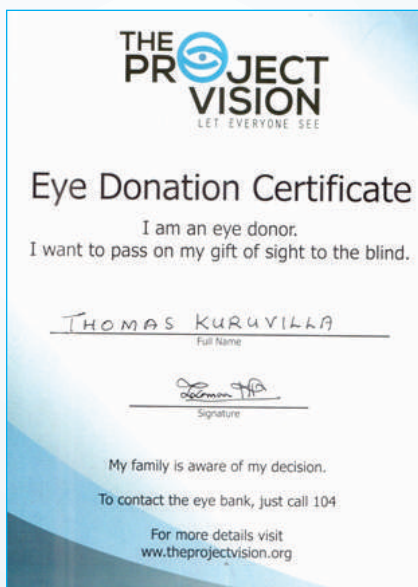 THE
PROJECT
VISION
LET EVERYONE SEE
Eye Donation Certificate
I am an eye donor.
I want to pass on my gift of sight to the blind.
THOMAS KURUVILLA
Full Name
Signature
My family is aware of my decision.
To contact the eye bank, just call 104
For more details visit
www.theprojectvision.org